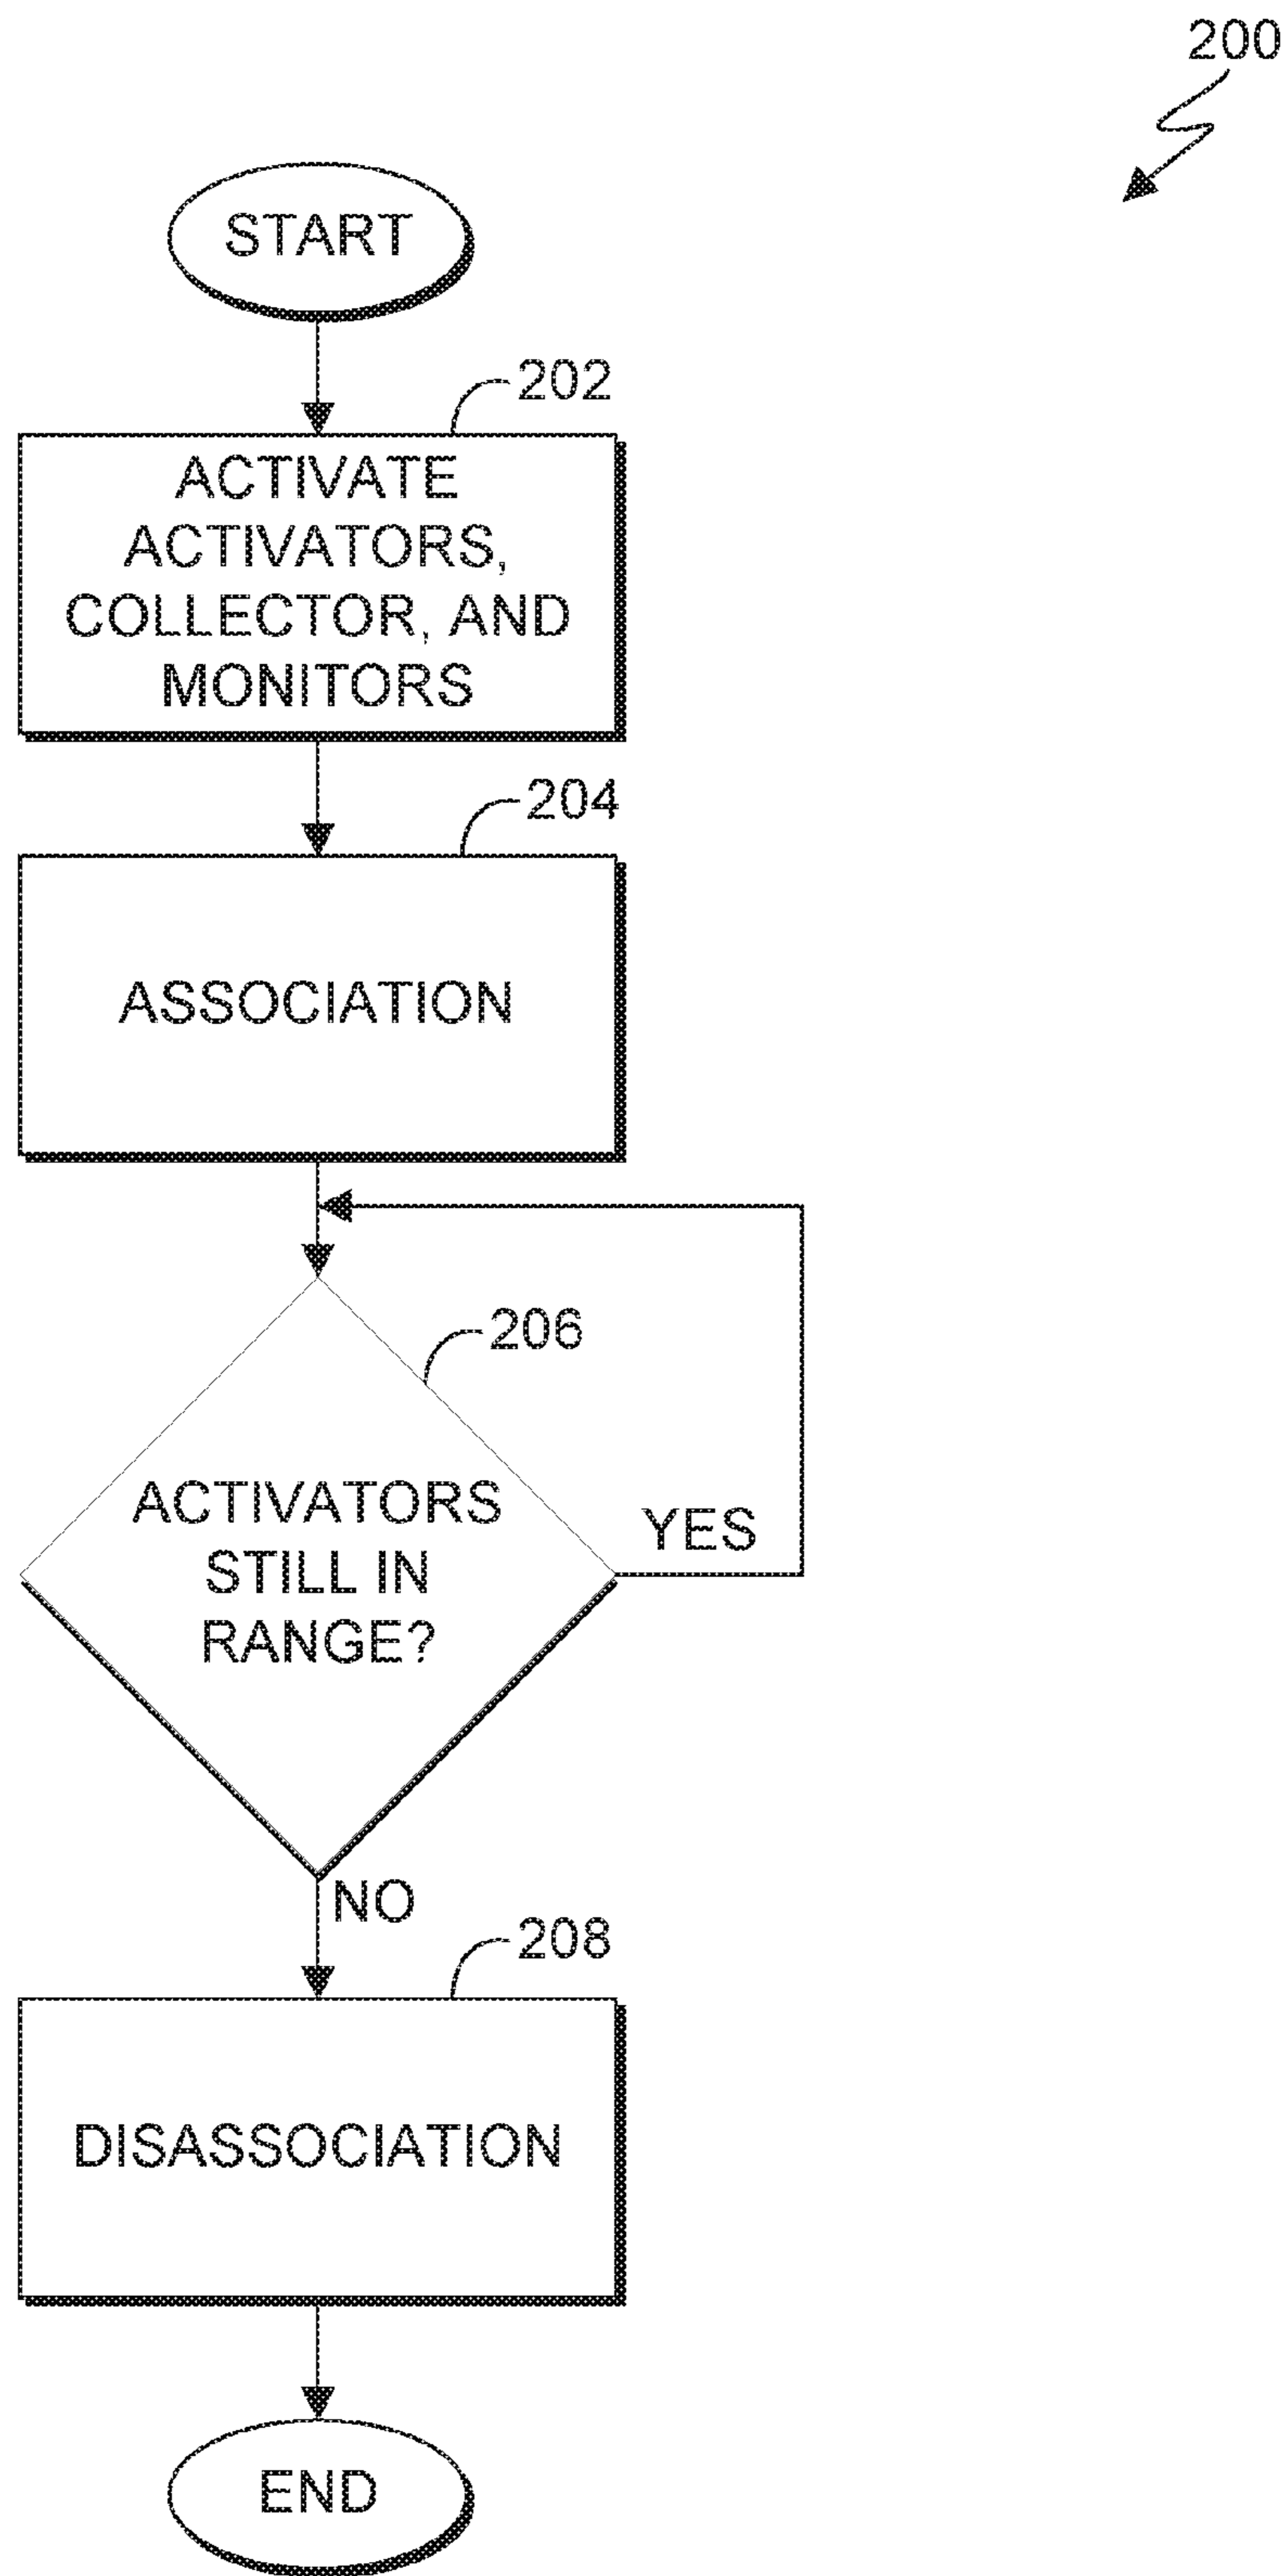 200
START
202
ACTIVATE
ACTIVATORS,
COLLECTOR, AND
MONITORS
204
ASSOCIATION
206
ACTIVATORS
STILL IN
RANGE?
YES
NO
208
DISASSOCIATION
END